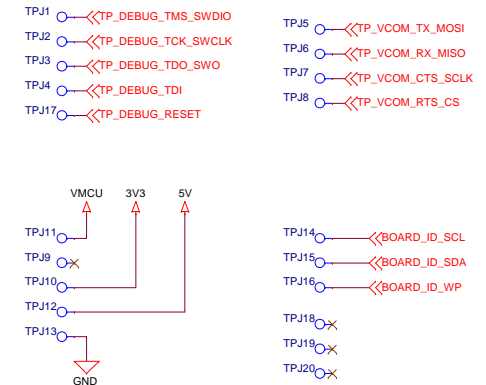 TPJ1 TP_DEBUG_TMS_SWDIO
TPJ2 TP_DEBUG_TCK_SWCLK
TPJ3 TP_DEBUG_TDO_SWO
TPJ4 TP_DEBUG_TDI
TPJ17 TP_DEBUG_RESET
TPJ5 TP_VCOM_TX_MOSI
TPJ6 TP_VCOM_RX_MISO
TPJ7 TP_VCOM_CTS_SCLK
TPJ8 TP_VCOM_RTS_CS
VMCU 3V3 5V
TPJ11
TPJ9
TPJ10
TPJ12
TPJ13
GND
TPJ14 BOARD_ID_SCL
TPJ15 BOARD_ID_SDA
TPJ16 BOARD_ID_WP
TPJ18
TPJ19
TPJ20